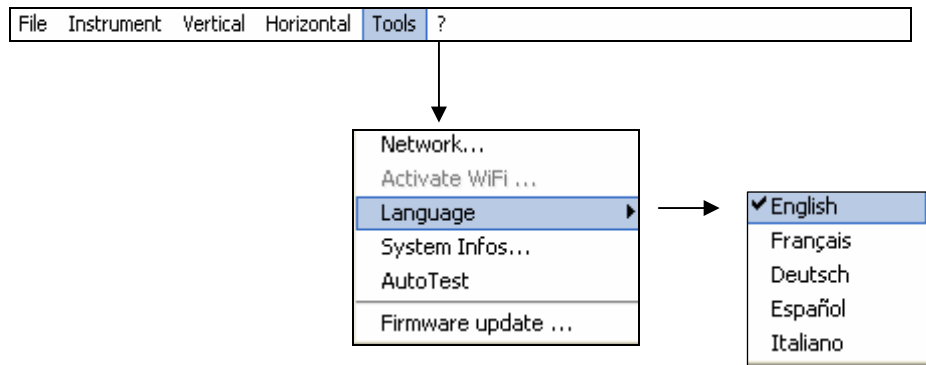 File Instrument Vertical Horizontal Tools ?
Network...
Activate WiFi ...
Language
System Infos...
AutoTest
Firmware update ...
English
Français
Deutsch
Español
Italiano